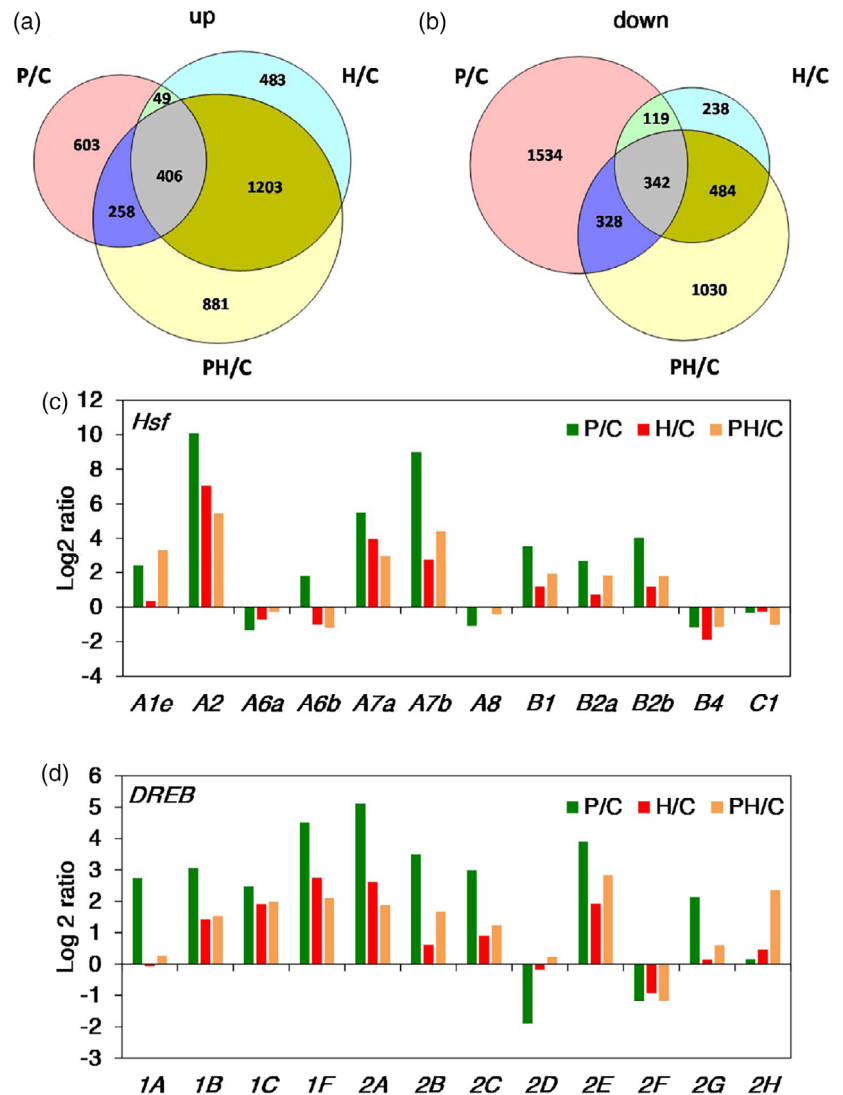 (a) up
P/C H/C
49 483
603
406 1203
258
881
PH/C
(b) down
P/C H/C
119 238
1534
342 484
328
1030
PH/C
(c)
Hsf
P/C H/C PH/C
Log2 ratio
12
10
8
6
4
2
0
-2
-4
A1e A2 A6a A6b A7a A7b A8 B1 B2a B2b B4 C1
(d)
DREB
P/C H/C PH/C
Log 2 ratio
6
5
4
3
2
1
0
-1
-2
-3
1A 1B 1C 1F 2A 2B 2C 2D 2E 2F 2G 2H